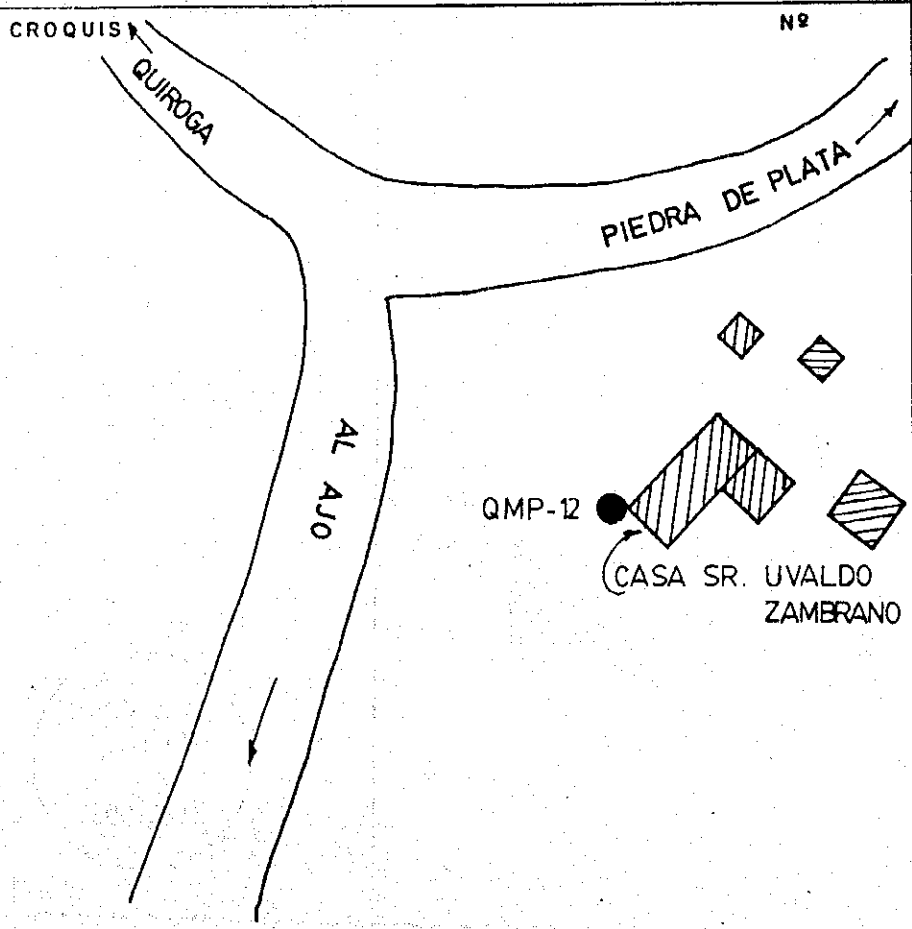 CROQUIS
Nº
QUIROGA
PIEDRA DE PLATA
AL AJO
QMP-12
CASA SR. UVALDO
ZAMBRANO